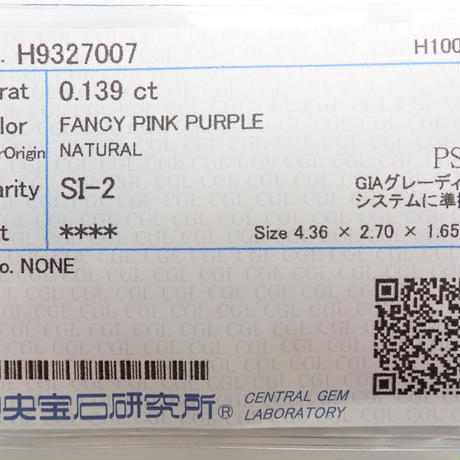 . H9327007
H100
rat 0.139 ct
lor FANCY PINK PURPLE
rOrigin NATURAL
PS
arity SI-2
GIAグレーディ
システムに準拠
t ****
Size 4.36 × 2.70 × 1.65
o. NONE
央宝石研究所® CENTRAL GEM
LABORATORY